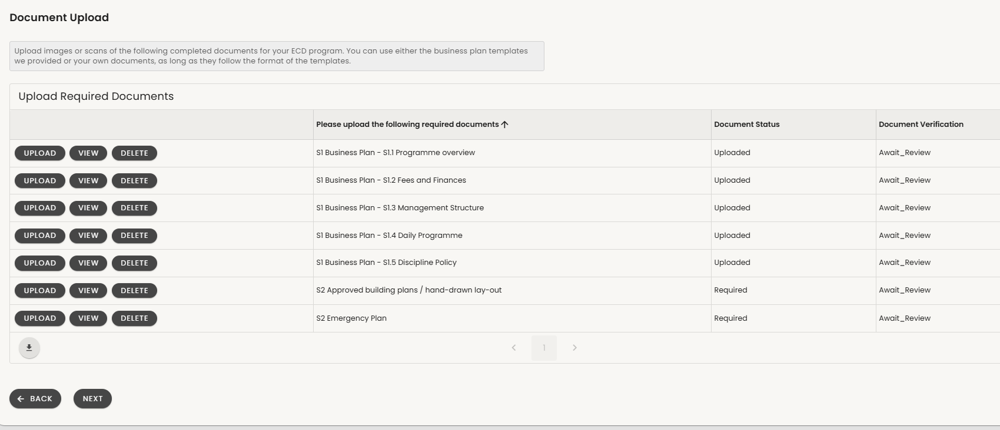 Document Upload
Upload images or scans of the following completed documents for your ECD program. You can use either the business plan templates
we provided or your own documents, as long as they follow the format of the templates.
Upload Required Documents
Please upload the following required documents Document Status Document Verification
UPLOAD VIEW DELETE S1 Business Plan - S1.1 Programme overview Uploaded Await_Review
UPLOAD VIEW DELETE S1 Business Plan - S1.2 Fees and Finances Uploaded Await_Review
UPLOAD VIEW DELETE S1 Business Plan - S1.3 Management Structure Uploaded Await_Review
UPLOAD VIEW DELETE S1 Business Plan - S1.4 Daily Programme Uploaded Await_Review
UPLOAD VIEW DELETE S1 Business Plan - S1.5 Discipline Policy Uploaded Await_Review
UPLOAD VIEW DELETE S2 Approved building plans / hand-drawn lay-out Required Await_Review
UPLOAD VIEW DELETE S2 Emergency Plan Required Await_Review
1
BACK NEXT